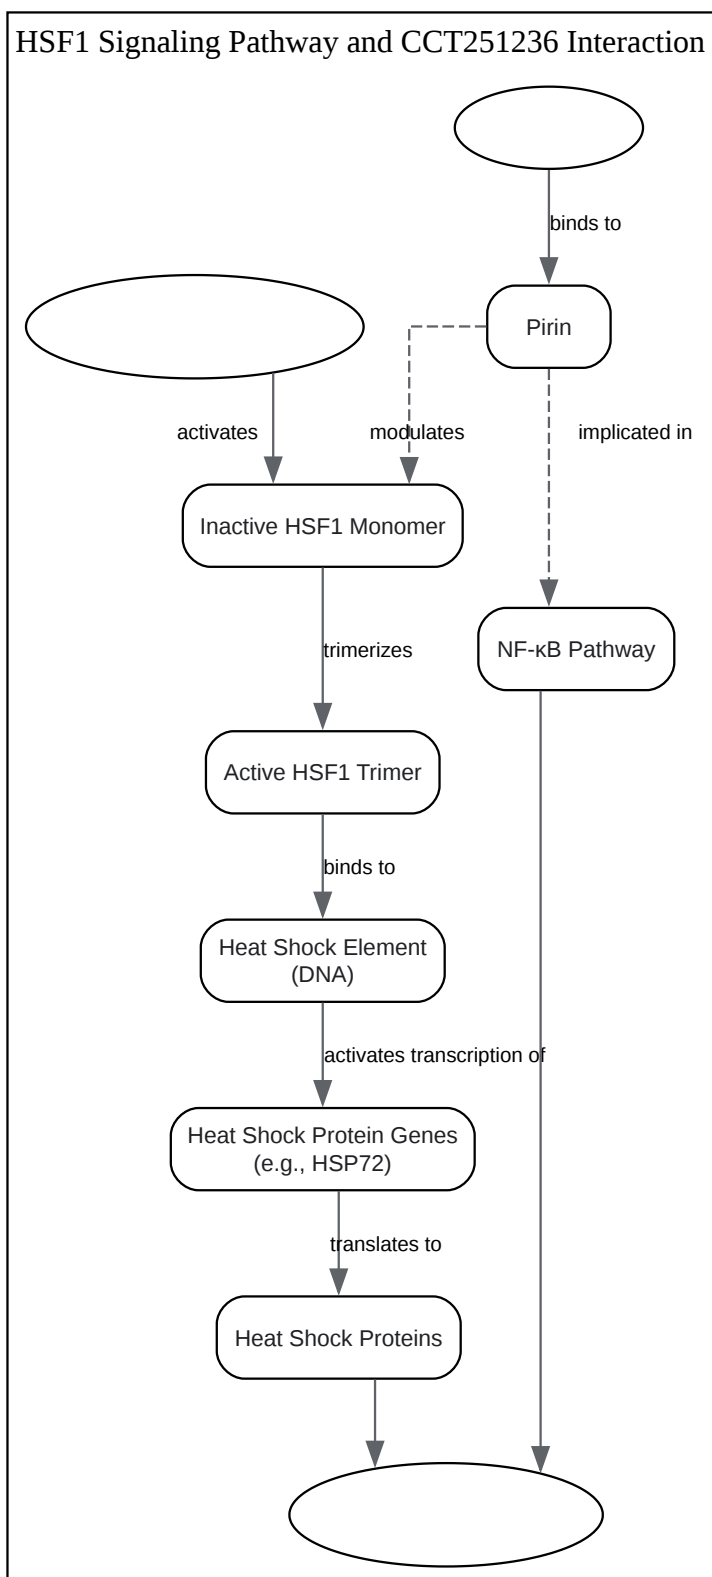 HSF1 Signaling Pathway and CCT251236 Interaction
binds to
Pirin
activates
modulates
implicated in
Inactive HSF1 Monomer
trimerizes
NF-κB Pathway
Active HSF1 Trimer
binds to
Heat Shock Element
(DNA)
activates transcription of
Heat Shock Protein Genes
(e.g., HSP72)
translates to
Heat Shock Proteins